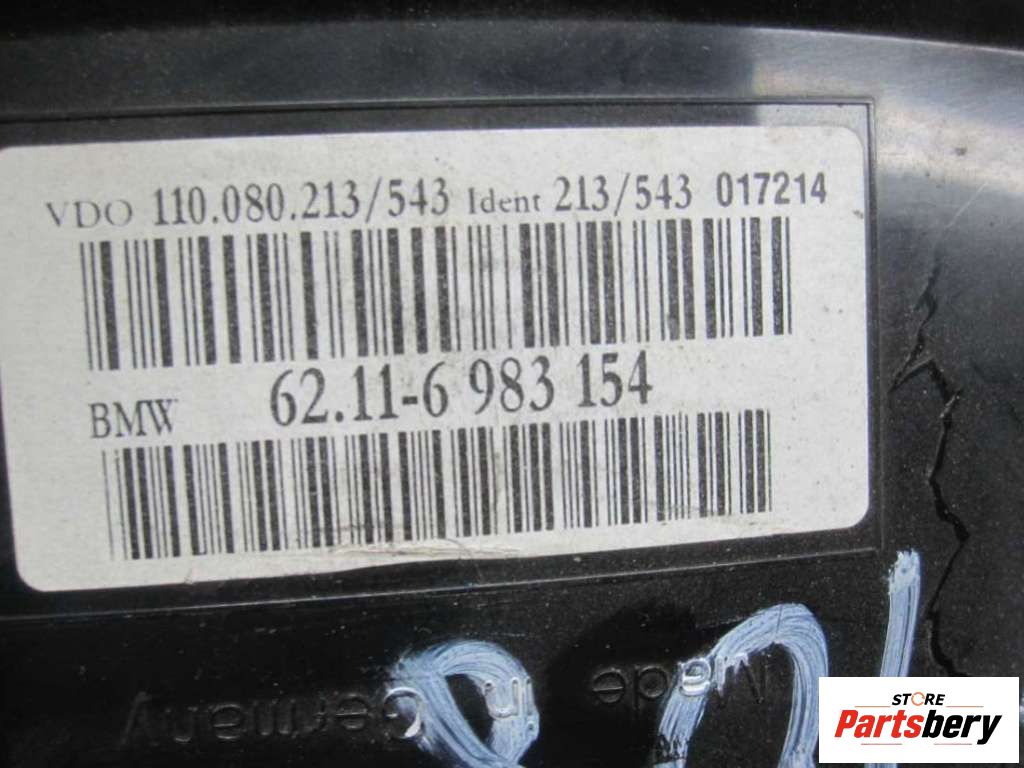 VDO 110.080.213/543 Ident 213/543 017214
BMW 62.11-6 983 154
Made in Germany
STORE
Partsbery